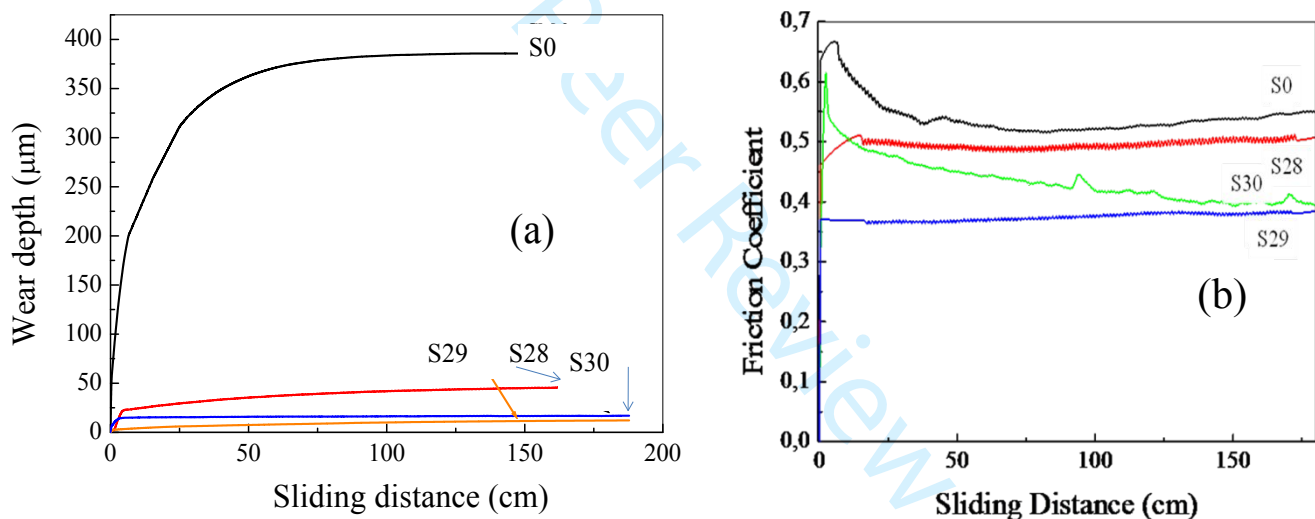 400
350
300
250
200
150
100
50
0
Wear depth (μm)
S0
(a)
S29 S28 S30
0 50 100 150 200
Sliding distance (cm)
0,7
0,6
0,5
0,4
0,3
0,2
0,1
0,0
Friction Coefficient
S0
S28
S30
S29
(b)
0 50 100 150
Sliding Distance (cm)
eer Review